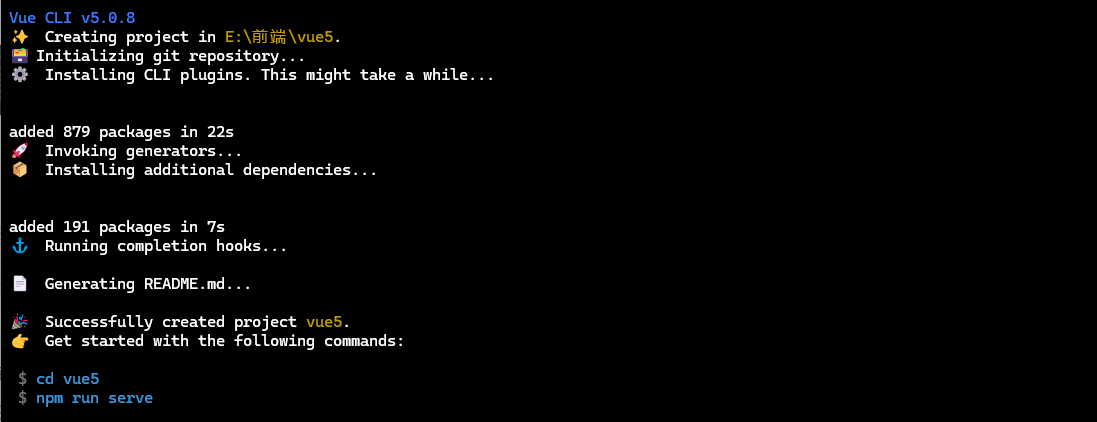 Vue CLI v5.0.8
✨ Creating project in E:\前端\vue5.
🗃 Initializing git repository...
⚙ Installing CLI plugins. This might take a while...
added 879 packages in 22s
🚀 Invoking generators...
📦 Installing additional dependencies...
added 191 packages in 7s
⚓ Running completion hooks...
📄 Generating README.md...
🎉 Successfully created project vue5.
👉 Get started with the following commands:
$ cd vue5
$ npm run serve